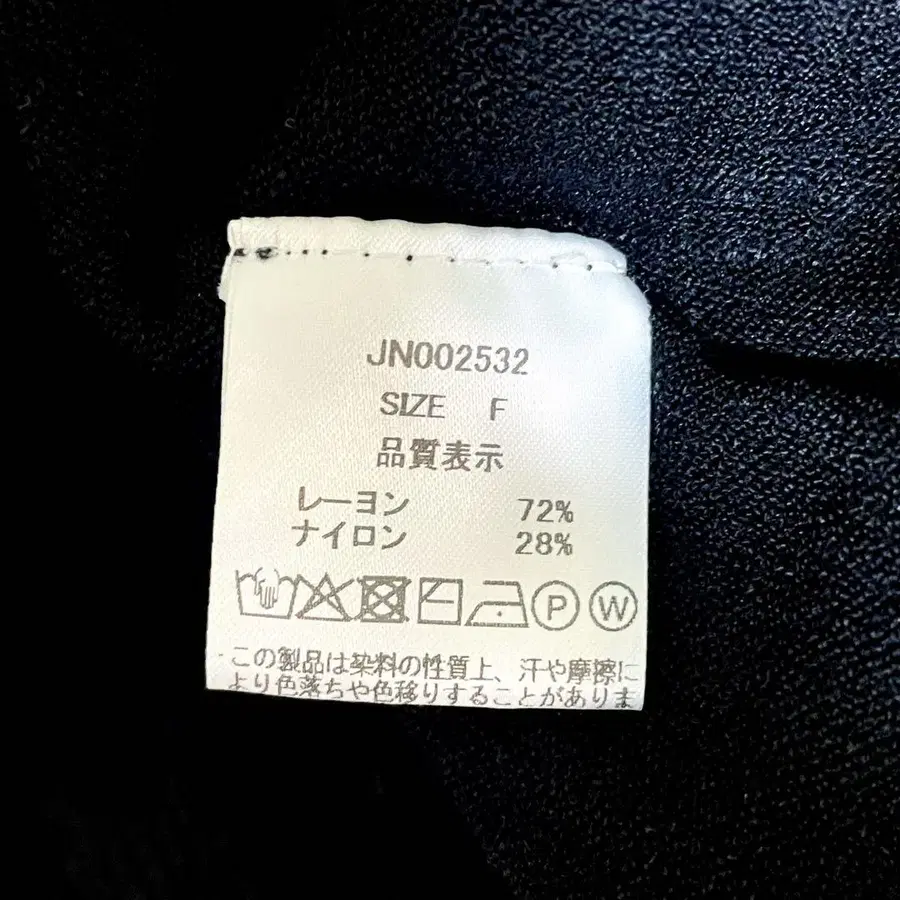 JN002532
SIZE F
品質表示
レーヨン 72%
ナイロン 28%
P W
この製品は染料の性質上、汗や摩擦に
より色落ちや色移りすることがありま